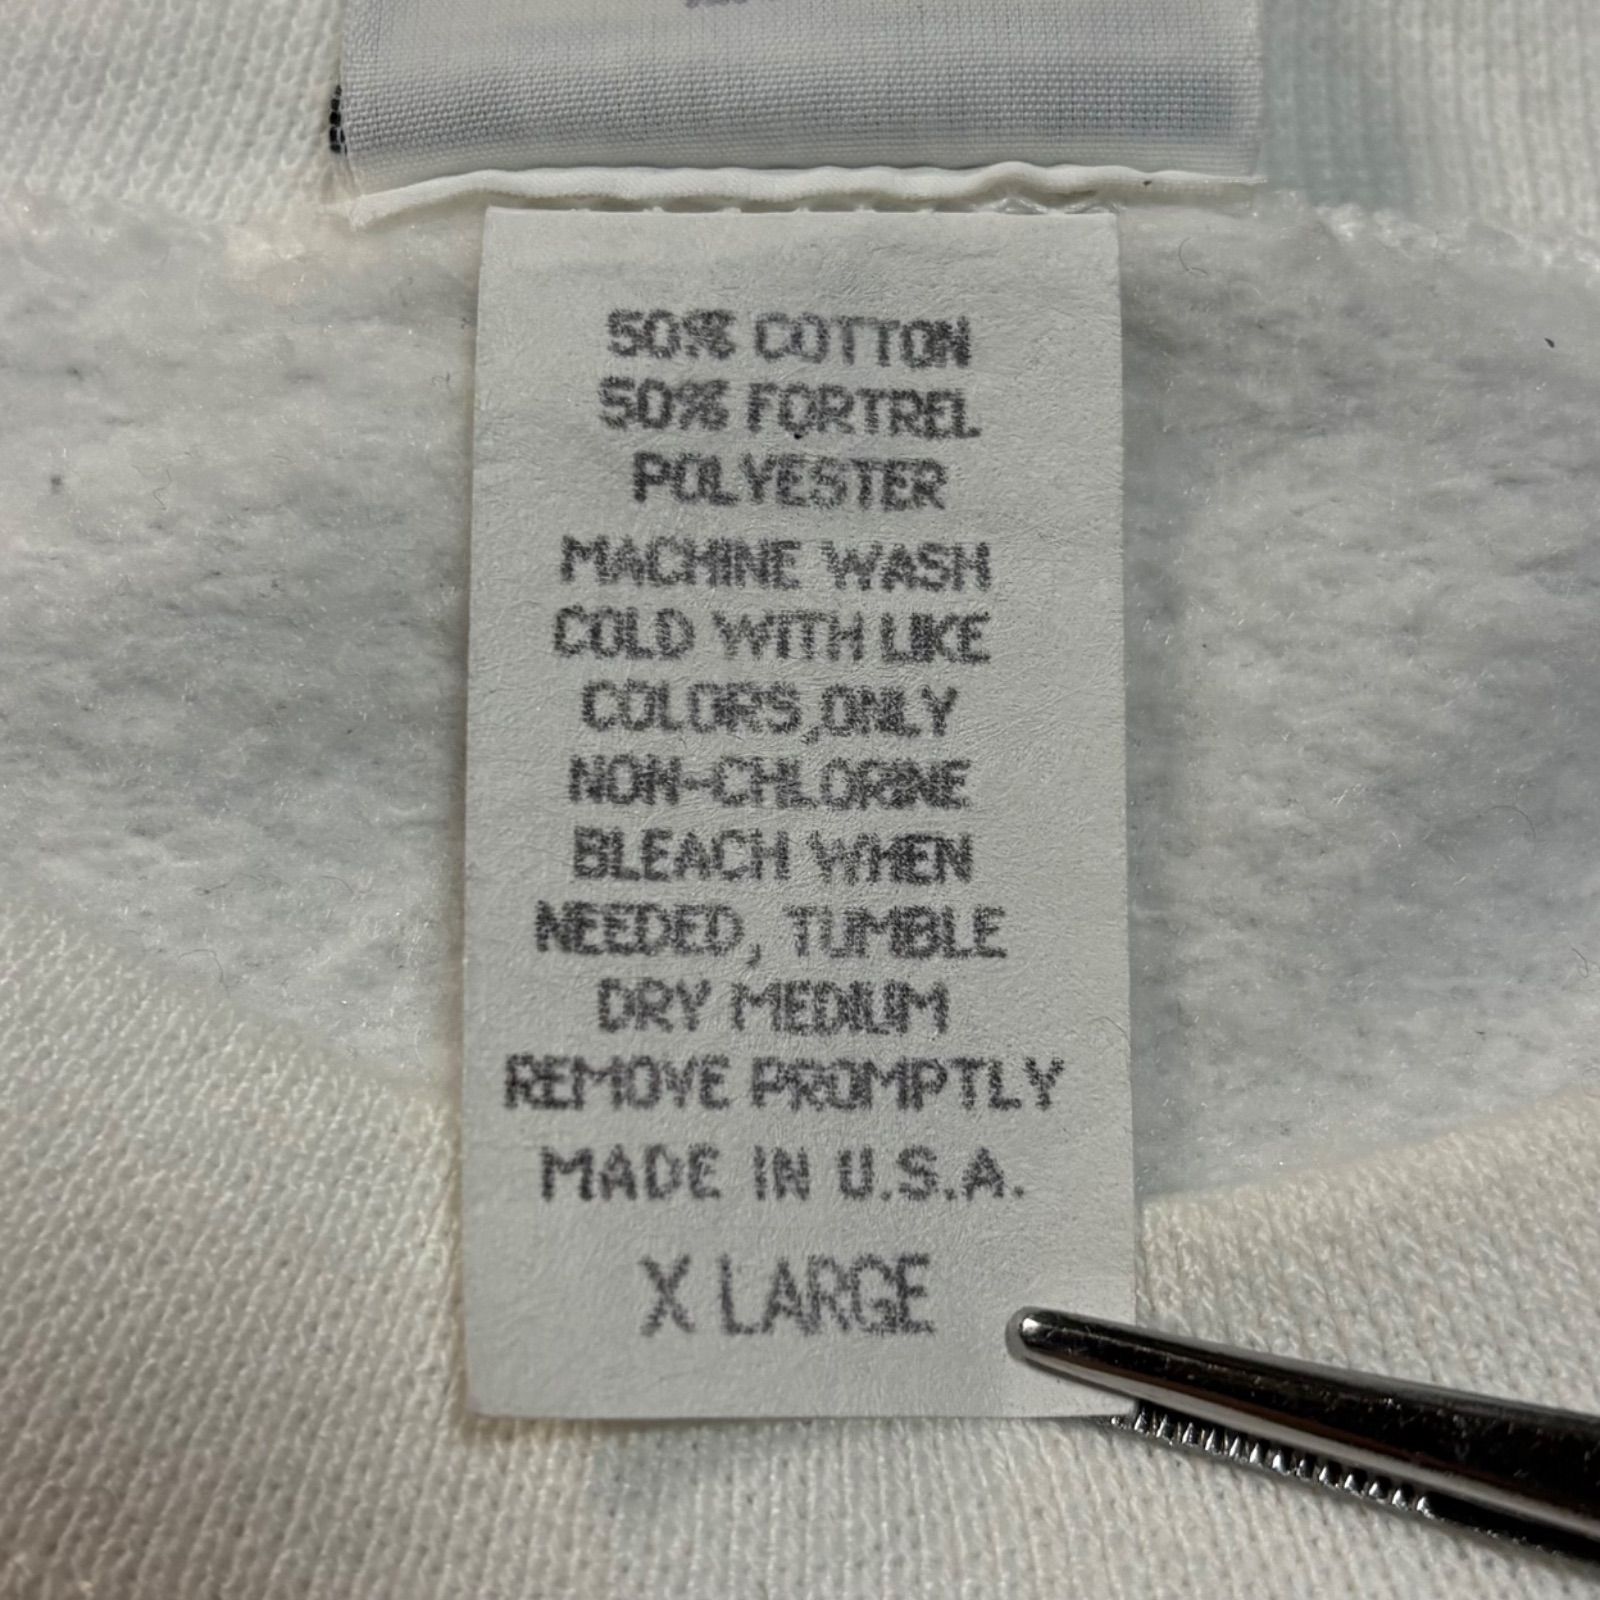 50% COTTON
50% FORTREL
POLYESTER
MACHINE WASH
COLD WITH LIKE
COLORS,ONLY
NON-CHLORINE
BLEACH WHEN
NEEDED, TUMBLE
DRY MEDIUM
REMOVE PROMPTLY
MADE IN U.S.A.
X LARGE